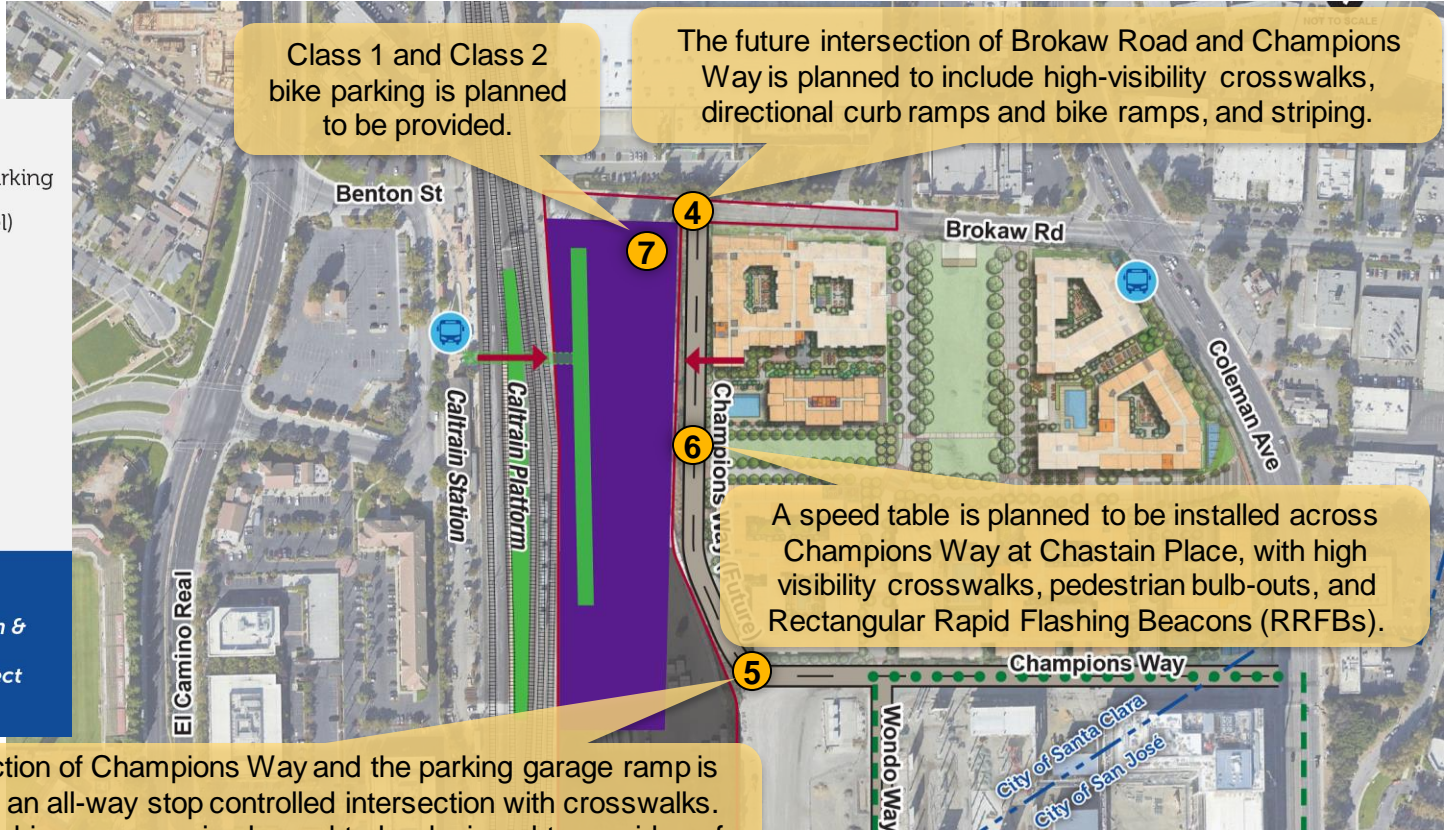 NOT TO SCALE
Class 1 and Class 2
bike parking is planned
to be provided.
The future intersection of Brokaw Road and Champions
Way is planned to include high-visibility crosswalks,
directional curb ramps and bike ramps, and striping.
Benton St
4
7
Brokaw Rd
Coleman Ave
Caltrain Station
Caltrain Platform
Champions Way (Future)
6
A speed table is planned to be installed across
Champions Way at Chastain Place, with high
visibility crosswalks, pedestrian bulb-outs, and
Rectangular Rapid Flashing Beacons (RRFBs).
El Camino Real
5
Champions Way
Wondo Way
City of Santa Clara
City of San José
of Champions Way and the parking garage ramp is
an all-way stop controlled intersection with crosswalks.